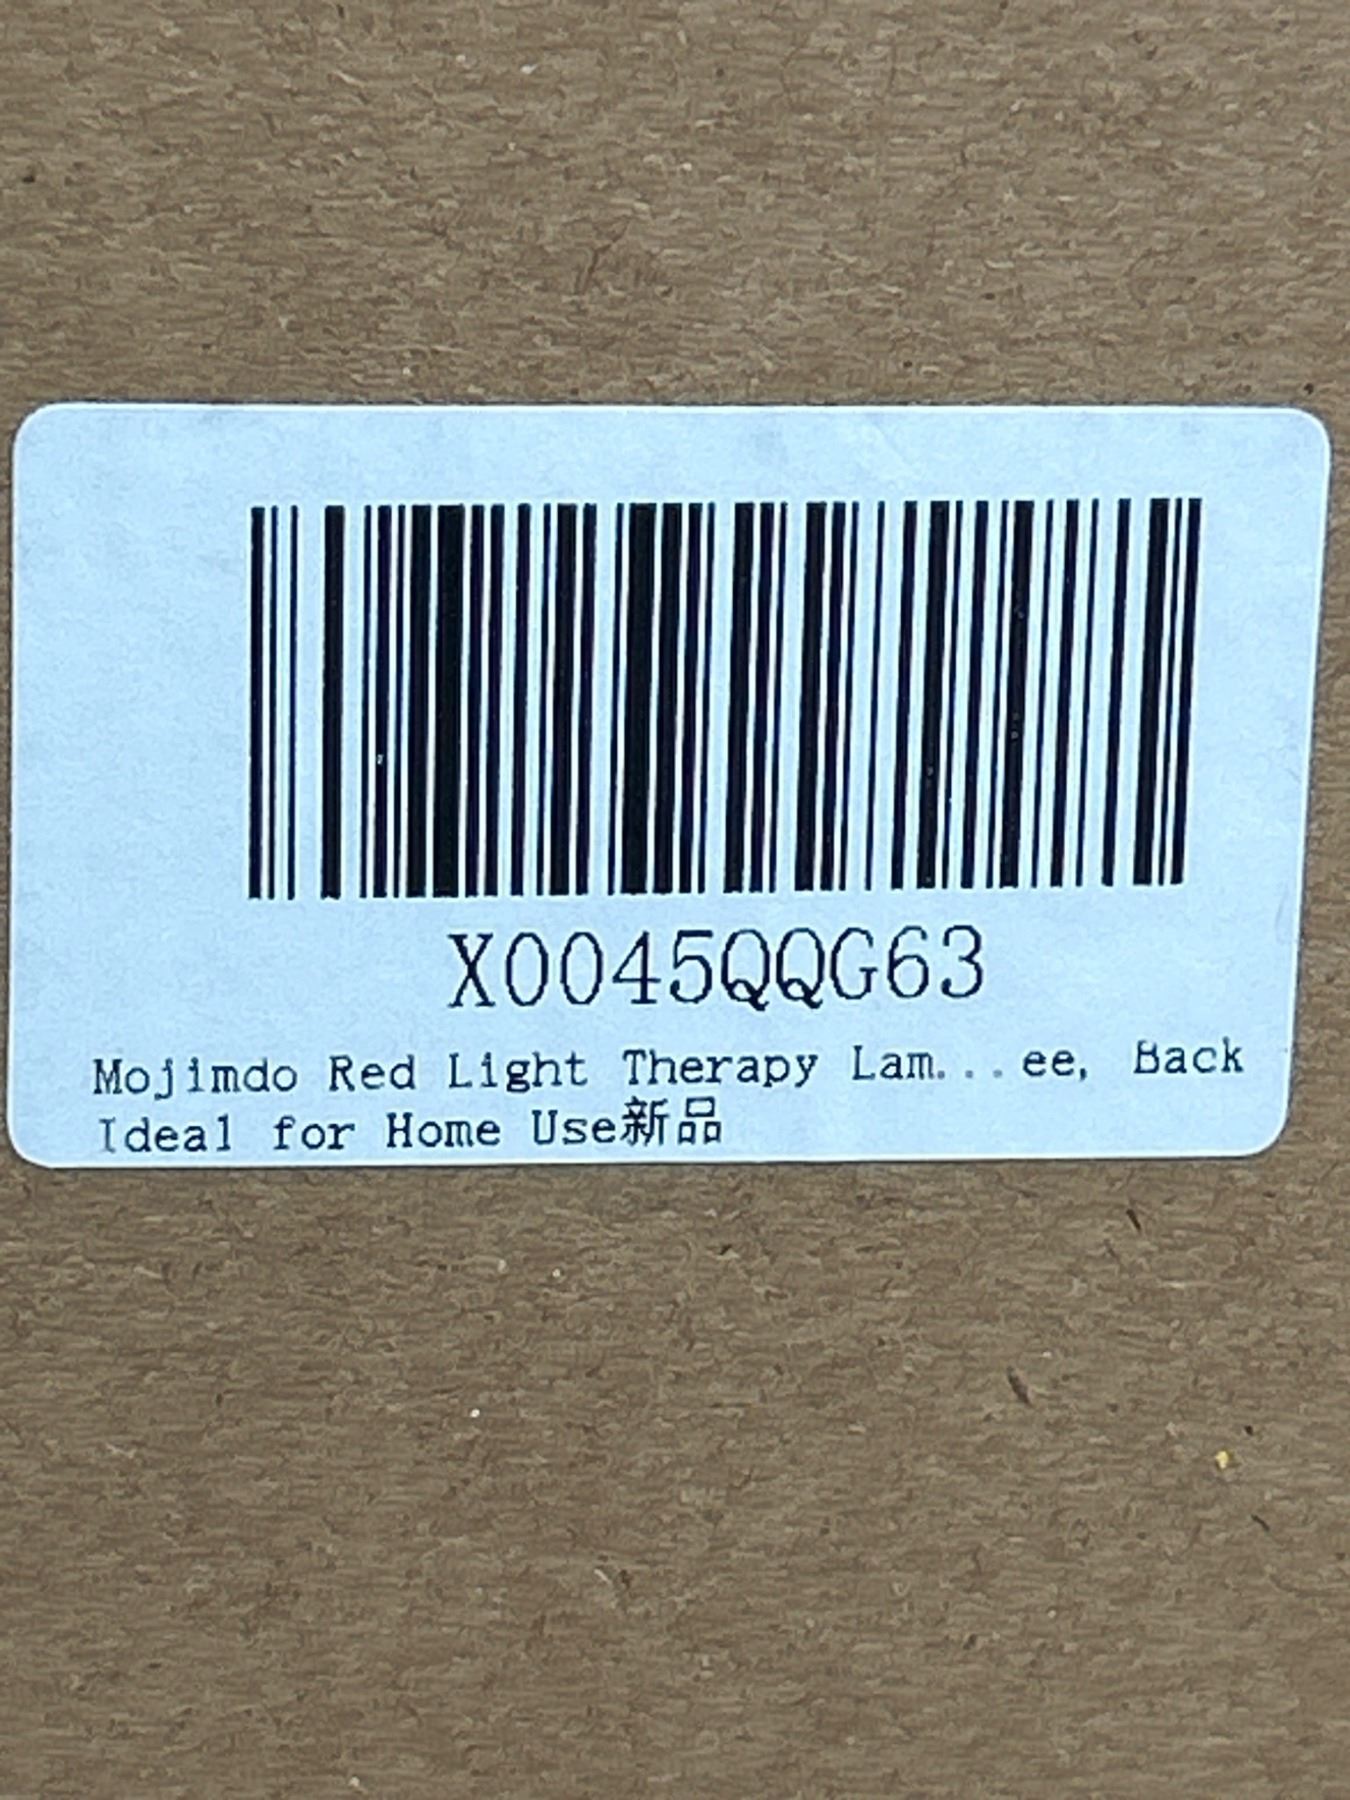 X0045QQG63
Mojimdo Red Light Therapy Lam...ee, Back
Ideal for Home Use新品